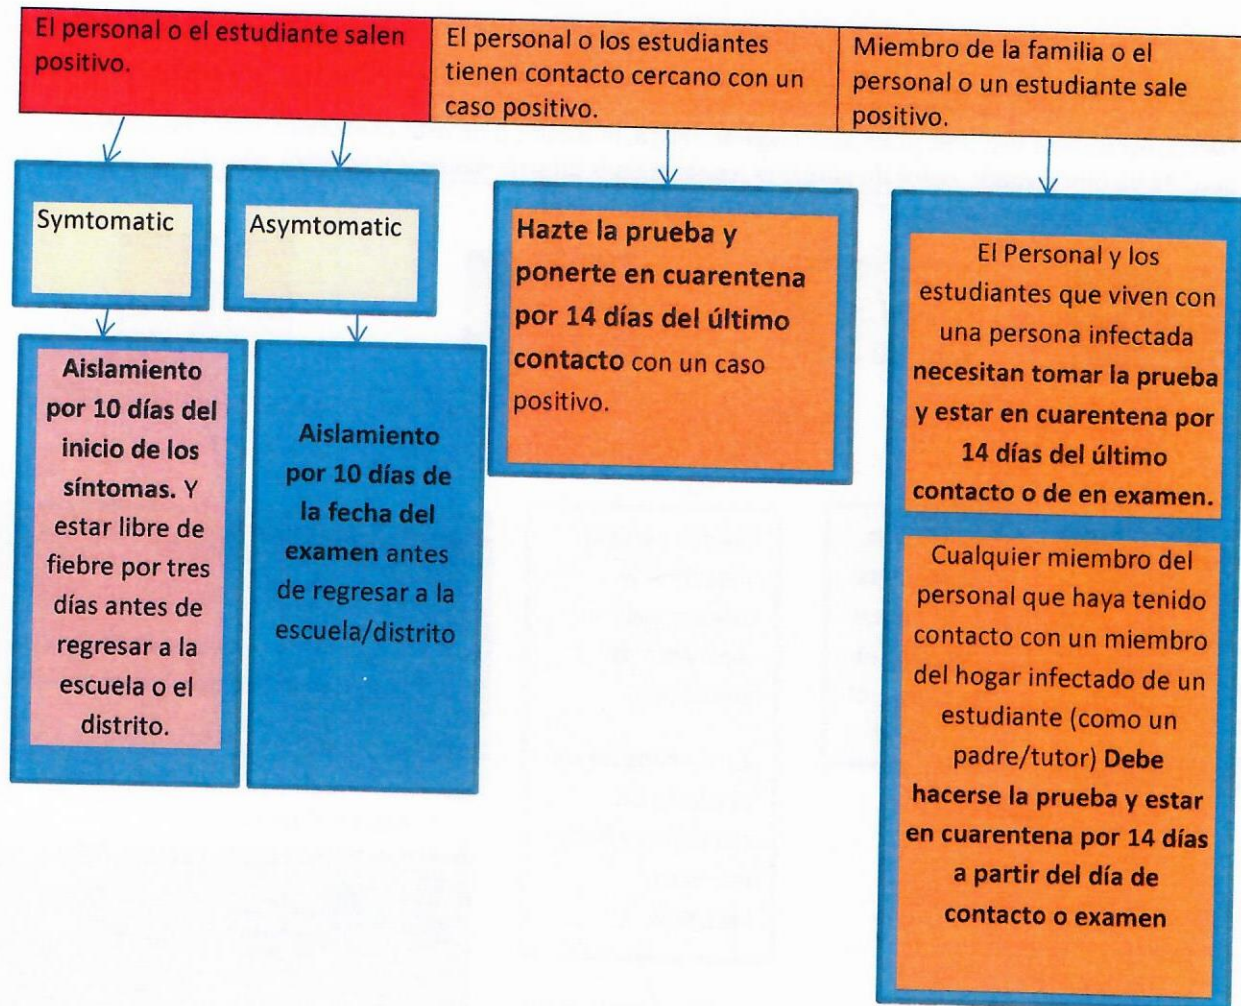 El personal o el estudiante salen
positivo.
El personal o los estudiantes
tienen contacto cercano con un
caso positivo.
Miembro de la familia o el
personal o un estudiante sale
positivo.
Symtomatic
Asymtomatic
Aislamiento
por 10 días del
inicio de los
síntomas. Y
estar libre de
fiebre por tres
días antes de
regresar a la
escuela o el
distrito.
Aislamiento
por 10 días de
la fecha del
examen antes
de regresar a la
escuela/distrito
Hazte la prueba y
ponerte en cuarentena
por 14 días del último
contacto con un caso
positivo.
El Personal y los
estudiantes que viven con
una persona infectada
necesitan tomar la prueba
y estar en cuarentena por
14 días del último
contacto o de en examen.
Cualquier miembro del
personal que haya tenido
contacto con un miembro
del hogar infectado de un
estudiante (como un
padre/tutor) Debe
hacerse la prueba y estar
en cuarentena por 14 días
a partir del día de
contacto o examen